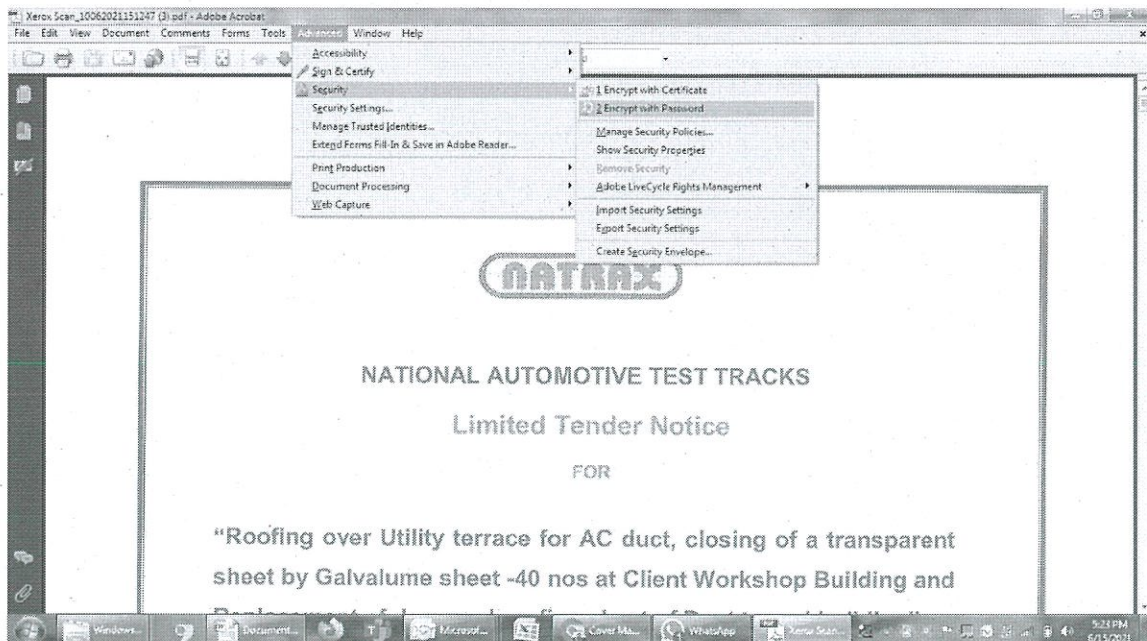 Xerox Scan_10062021151247 (3).pdf - Adobe Acrobat
File Edit View Document Comments Forms Tools Advanced Window Help
Accessibility
Sign & Certify
Security
Security Settings...
Manage Trusted Identities...
Extend Forms Fill-In & Save in Adobe Reader...
Print Production
Document Processing
Web Capture
1 Encrypt with Certificate
2 Encrypt with Password
Manage Security Policies...
Show Security Properties
Remove Security
Adobe LiveCycle Rights Management
Import Security Settings
Export Security Settings
Create Security Envelope...
NATRAX
NATIONAL AUTOMOTIVE TEST TRACKS
Limited Tender Notice
FOR
“Roofing over Utility terrace for AC duct, closing of a transparent
sheet by Galvalume sheet -40 nos at Client Workshop Building and
Windows... Document... Microsof... Cover Ma... WhatsApp Xerox Scan... 5:23 PM